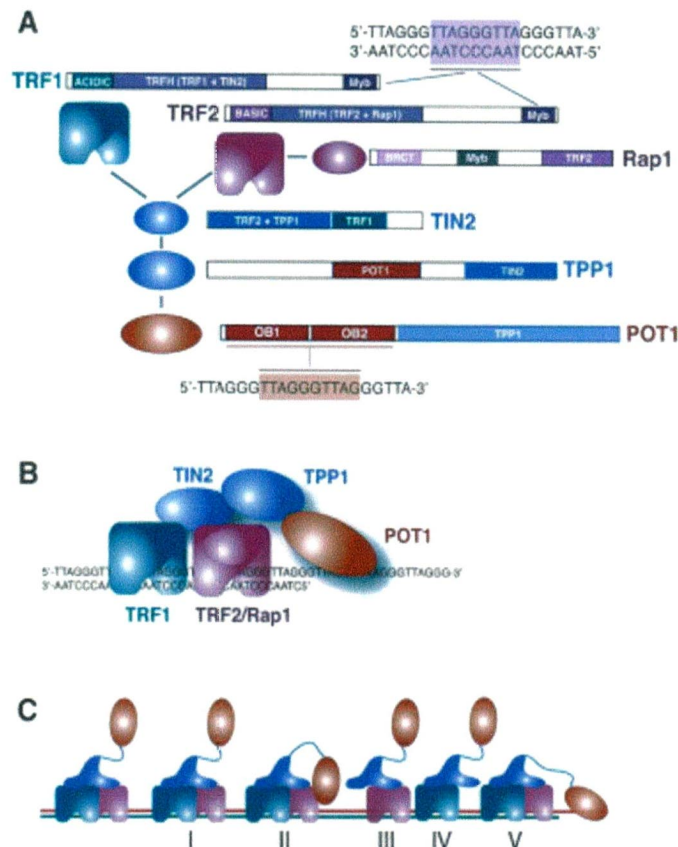 A
5'-TTAGGGTTAGGGTTAGGGTTA-3'
3'-AATCCCAATCCCAATCCCAAT-5'
TRF1 ACIDIC TRFH (TRF1 + TIN2) Myb
TRF2 BASIC TRFH (TRF2 + Rap1) Myb
BRCT Myb TRF2 Rap1
TRF2 + TPP1 TRF1 TIN2
POT1 TIN2 TPP1
OB1 OB2 TPP1 POT1
5'-TTAGGGTTAGGGTTAGGGTTA-3'
B
TIN2 TPP1
POT1
TRF1 TRF2/Rap1
C
I II III IV V